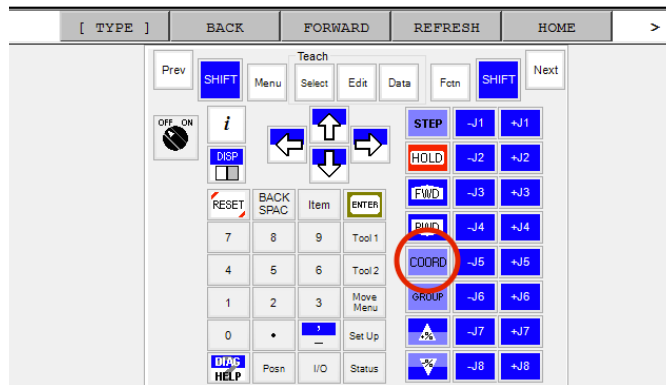 [ TYPE ] BACK FORWARD REFRESH HOME >
Teach
Prev SHIFT Menu Select Edit Data Fctn SHIFT Next
OFF ON i STEP -J1 +J1
DISP HOLD -J2 +J2
RESET BACK SPAC Item ENTER FWD -J3 +J3
7 8 9 Tool 1 BWD -J4 +J4
4 5 6 Tool 2 COORD -J5 +J5
1 2 3 Move Menu GROUP -J6 +J6
0 • , - Set Up +% -J7 +J7
DIAG HELP Posn I/O Status -% -J8 +J8